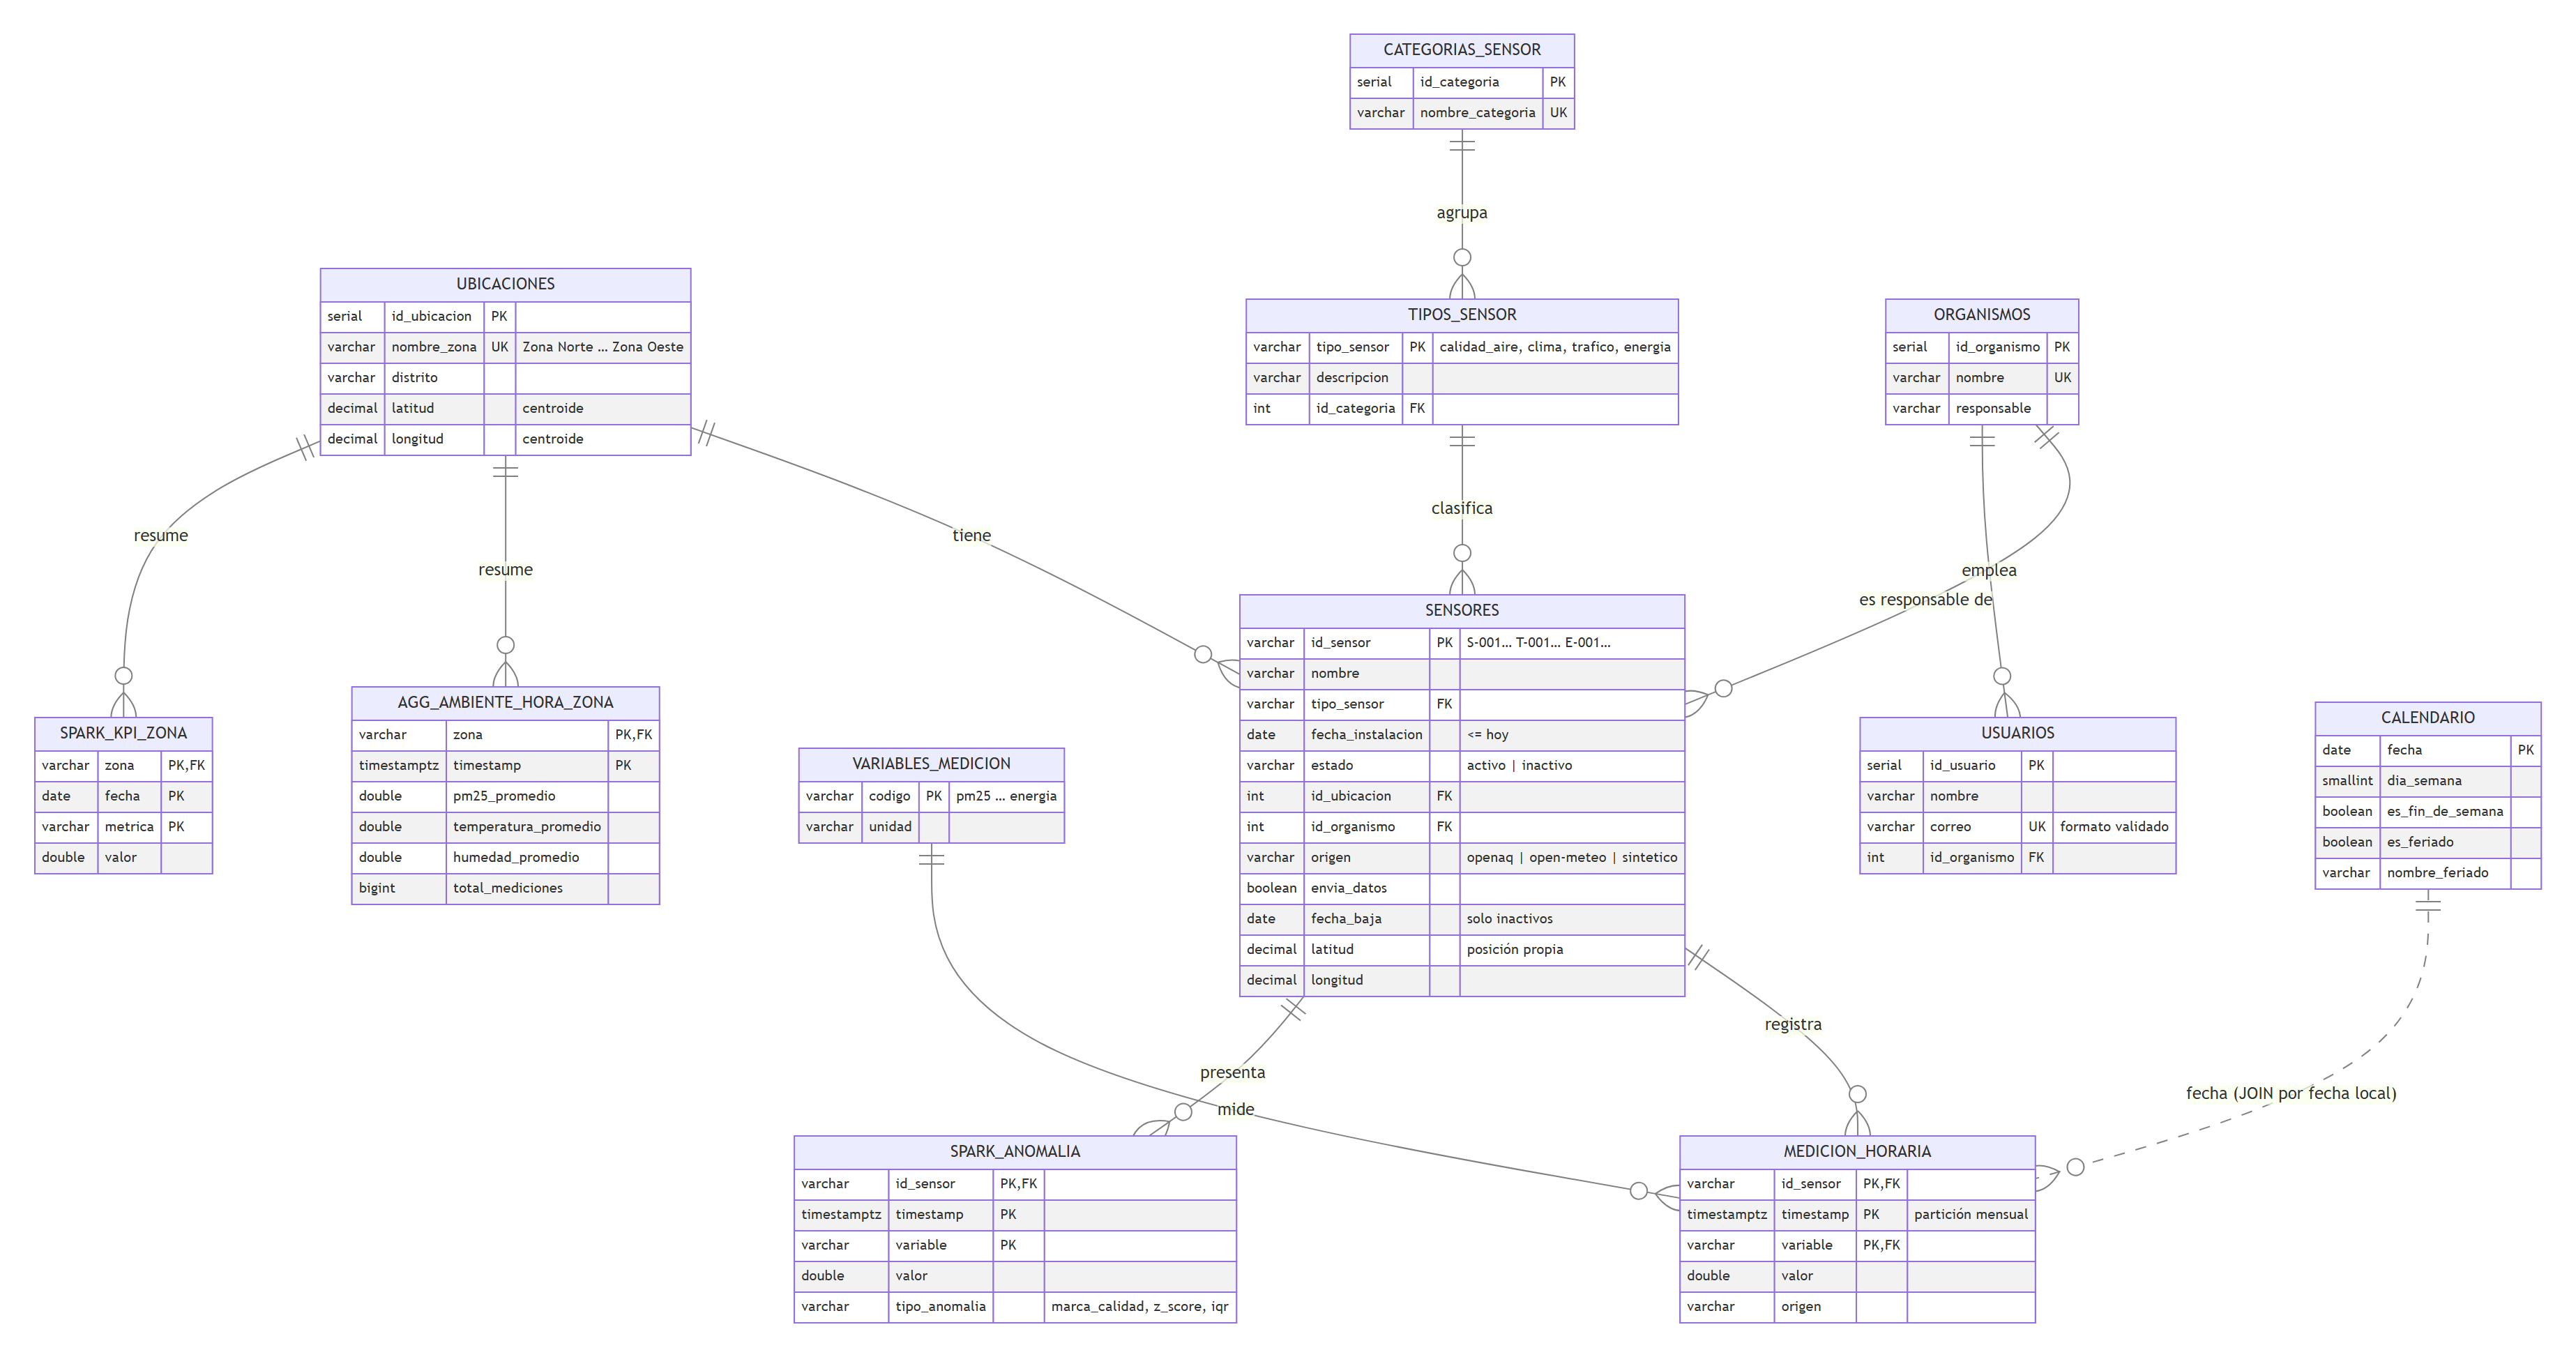 CATEGORIAS_SENSOR
serial id_categoria PK
varchar nombre_categoria UK
agrupa
UBICACIONES
serial id_ubicacion PK
varchar nombre_zona UK Zona Norte ... Zona Oeste
varchar distrito
decimal latitud centroide
decimal longitud centroide
TIPOS_SENSOR
varchar tipo_sensor PK calidad_aire, clima, trafico, energia
varchar descripcion
int id_categoria FK
ORGANISMOS
serial id_organismo PK
varchar nombre UK
varchar responsable
resume
resume
tiene
clasifica
emplea
es responsable de
SPARK_KPI_ZONA
varchar zona PK,FK
date fecha PK
varchar metrica PK
double valor
AGG_AMBIENTE_HORA_ZONA
varchar zona PK,FK
timestamptz timestamp PK
double pm25_promedio
double temperatura_promedio
double humedad_promedio
bigint total_mediciones
VARIABLES_MEDICION
varchar codigo PK pm25 ... energia
varchar unidad
SENSORES
varchar id_sensor PK S-001... T-001... E-001...
varchar nombre
varchar tipo_sensor FK
date fecha_instalacion <= hoy
varchar estado activo | inactivo
int id_ubicacion FK
int id_organismo FK
varchar origen openaq | open-meteo | sintetico
boolean envia_datos
date fecha_baja solo inactivos
decimal latitud posición propia
decimal longitud
USUARIOS
serial id_usuario PK
varchar nombre
varchar correo UK formato validado
int id_organismo FK
CALENDARIO
date fecha PK
smallint dia_semana
boolean es_fin_de_semana
boolean es_feriado
varchar nombre_feriado
presenta
mide
registra
fecha (JOIN por fecha local)
SPARK_ANOMALIA
varchar id_sensor PK,FK
timestamptz timestamp PK
varchar variable PK
double valor
varchar tipo_anomalia marca_calidad, z_score, iqr
MEDICION_HORARIA
varchar id_sensor PK,FK
timestamptz timestamp PK partición mensual
varchar variable PK,FK
double valor
varchar origen